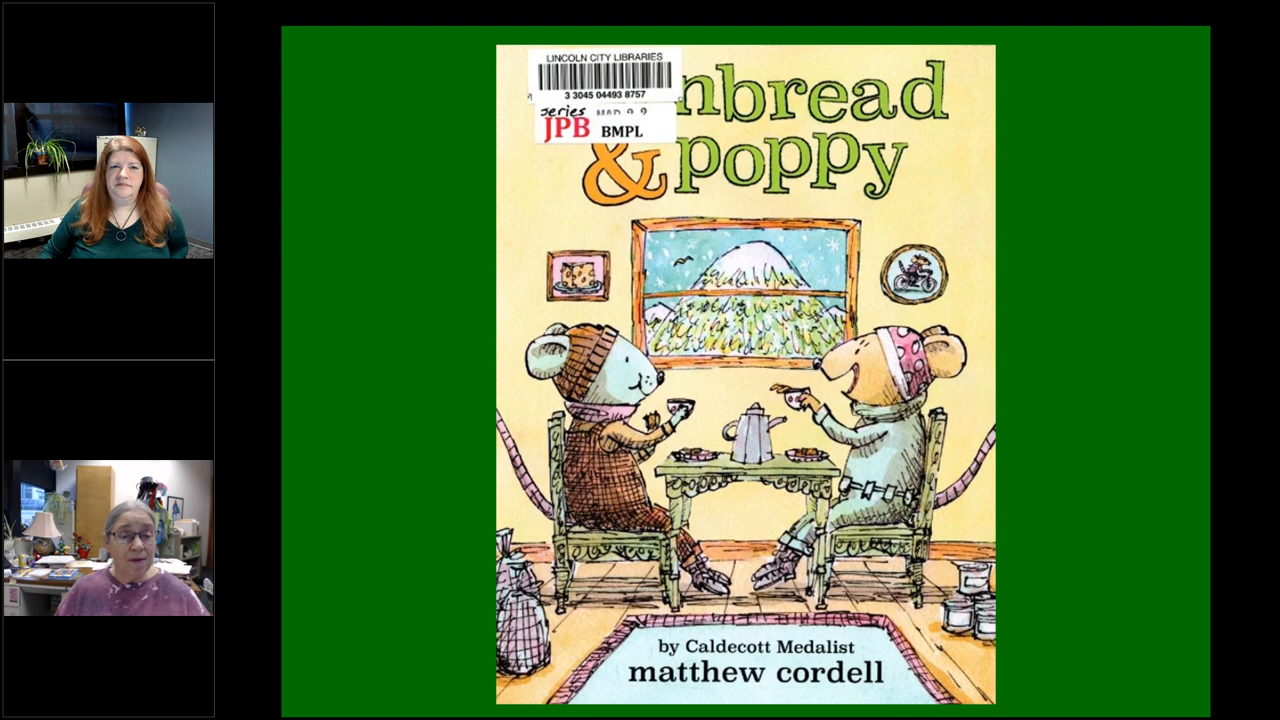 LINCOLN CITY LIBRARIES
3 3045 04493 8757
series
JPB BMPL
nbread
& poppy
by Caldecott Medalist
matthew cordell